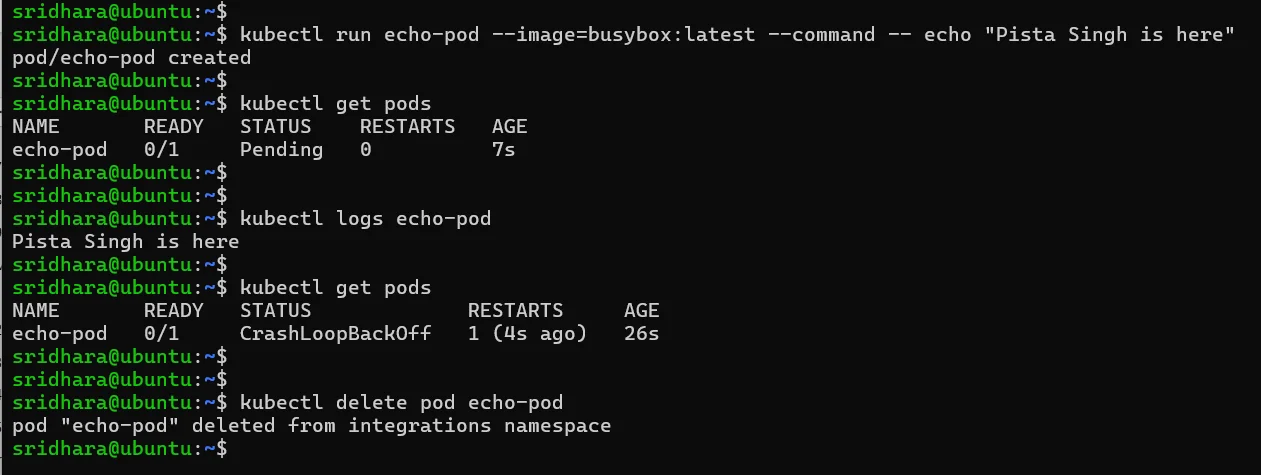 sridhara@ubuntu:~$
sridhara@ubuntu:~$ kubectl run echo-pod --image=busybox:latest --command -- echo "Pista Singh is here"
pod/echo-pod created
sridhara@ubuntu:~$
sridhara@ubuntu:~$ kubectl get pods
NAME       READY   STATUS    RESTARTS   AGE
echo-pod   0/1     Pending   0          7s
sridhara@ubuntu:~$
sridhara@ubuntu:~$
sridhara@ubuntu:~$ kubectl logs echo-pod
Pista Singh is here
sridhara@ubuntu:~$
sridhara@ubuntu:~$ kubectl get pods
NAME       READY   STATUS             RESTARTS     AGE
echo-pod   0/1     CrashLoopBackOff   1 (4s ago)   26s
sridhara@ubuntu:~$
sridhara@ubuntu:~$
sridhara@ubuntu:~$ kubectl delete pod echo-pod
pod "echo-pod" deleted from integrations namespace
sridhara@ubuntu:~$